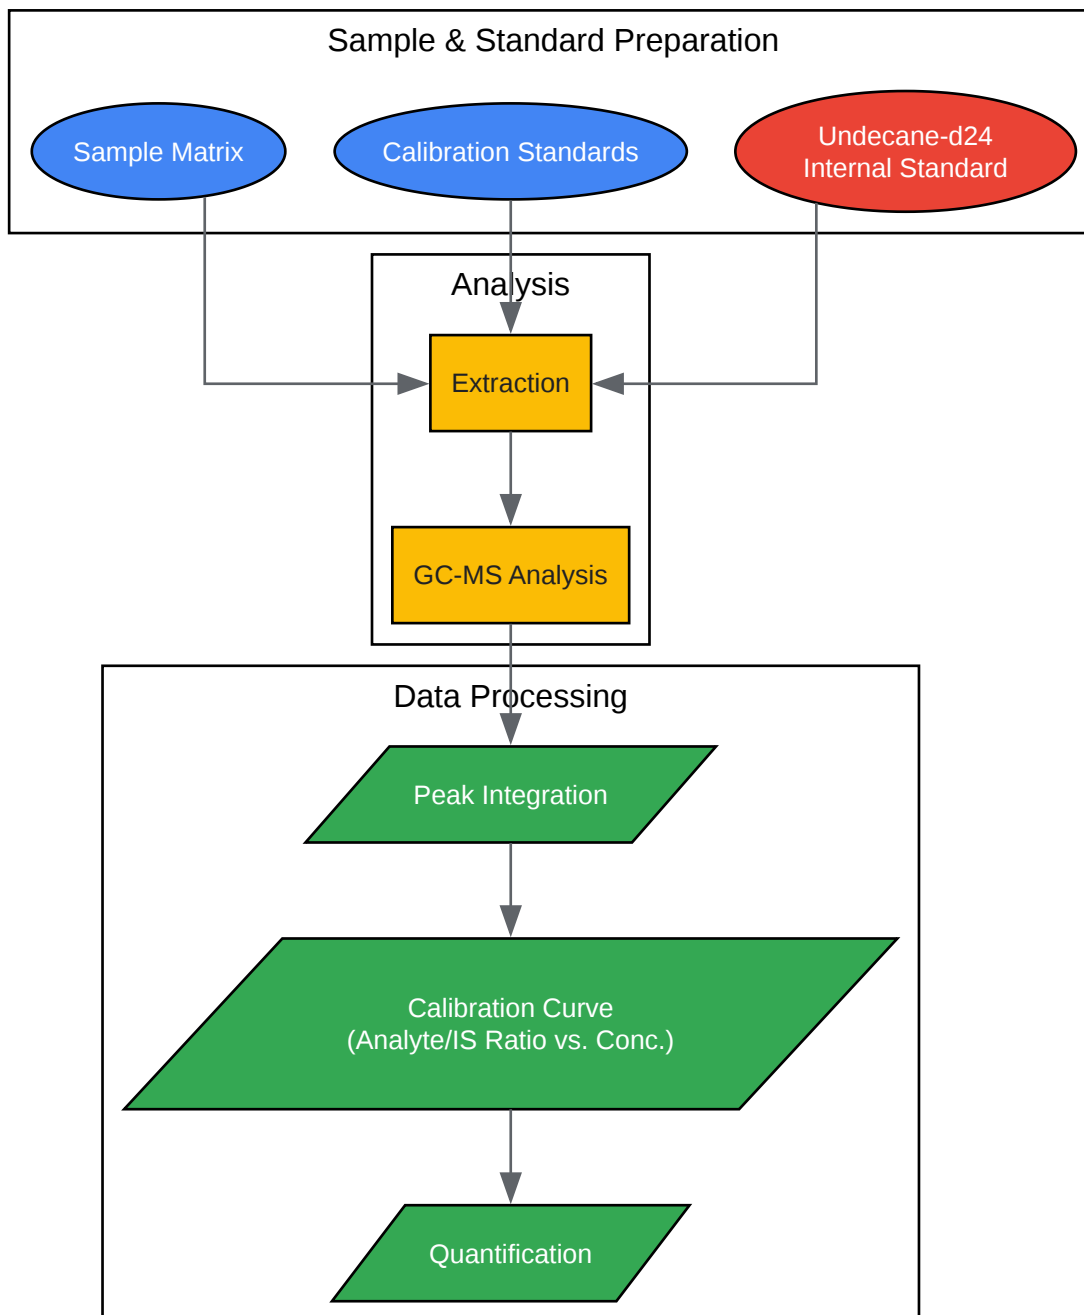 Sample & Standard Preparation
Sample Matrix
Calibration Standards
Undecane-d24
Internal Standard
Analysis
Extraction
GC-MS Analysis
Data Processing
Peak Integration
Calibration Curve
(Analyte/IS Ratio vs. Conc.)
Quantification